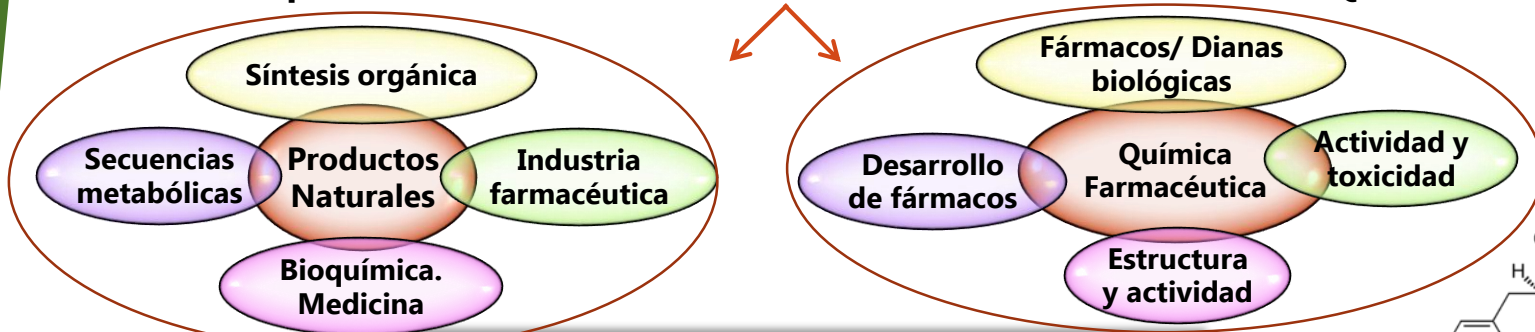 Síntesis orgánica
Secuencias
metabólicas
Productos
Naturales
Industria
farmacéutica
Bioquímica.
Medicina
Fármacos/ Dianas
biológicas
Desarrollo
de fármacos
Química
Farmacéutica
Actividad y
toxicidad
Estructura
y actividad
H